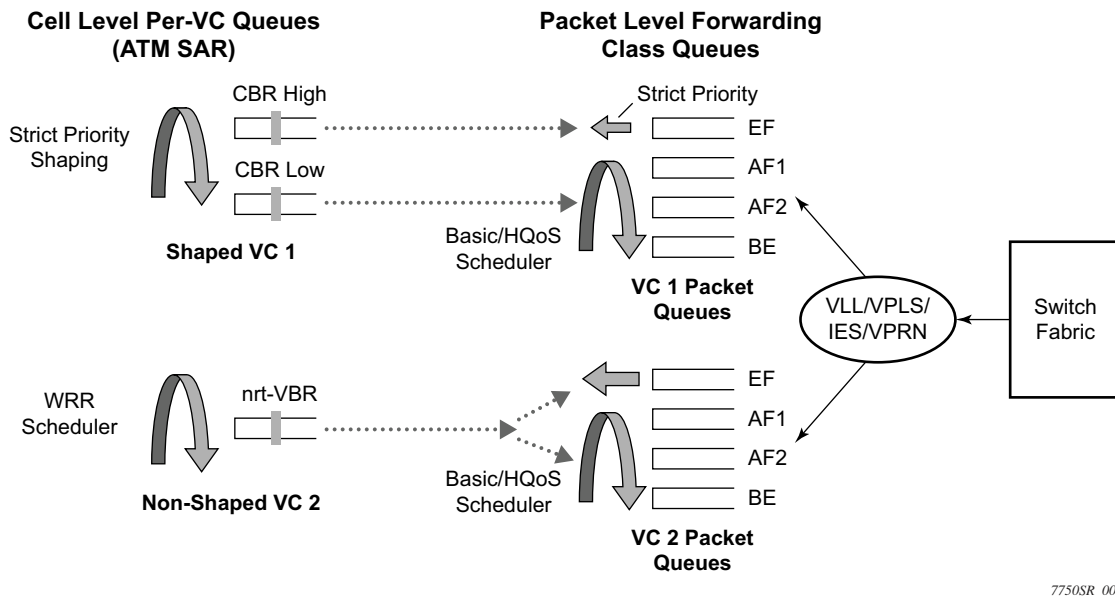 Cell Level Per-VC Queues
(ATM SAR)
Packet Level Forwarding
Class Queues
CBR High
Strict Priority
EF
Strict Priority
Shaping
AF1
CBR Low
AF2
Basic/HQoS
Scheduler
BE
Shaped VC 1
VC 1 Packet
Queues
VLL/VPLS/
IES/VPRN
Switch
Fabric
EF
nrt-VBR
WRR
Scheduler
AF1
AF2
Basic/HQoS
Scheduler
BE
Non-Shaped VC 2
VC 2 Packet
Queues
7750SR_00